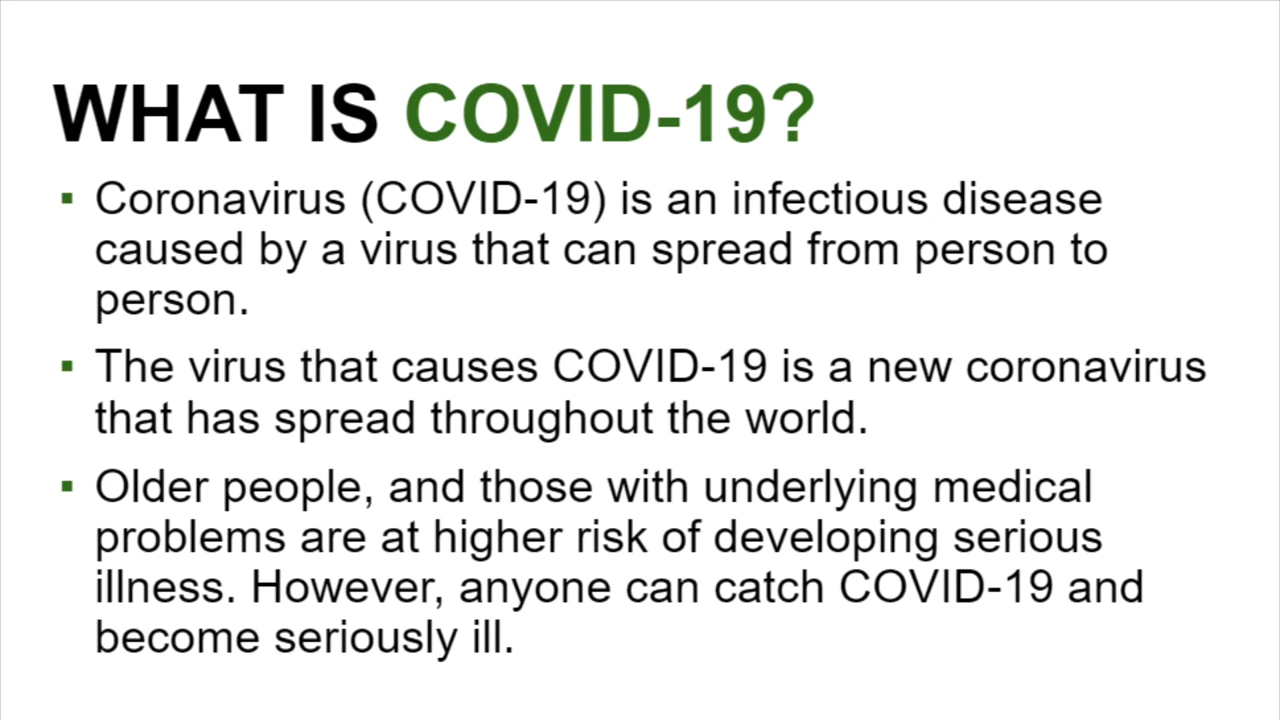 WHAT IS COVID-19?
▪ Coronavirus (COVID-19) is an infectious disease
caused by a virus that can spread from person to
person.
▪ The virus that causes COVID-19 is a new coronavirus
that has spread throughout the world.
▪ Older people, and those with underlying medical
problems are at higher risk of developing serious
illness. However, anyone can catch COVID-19 and
become seriously ill.